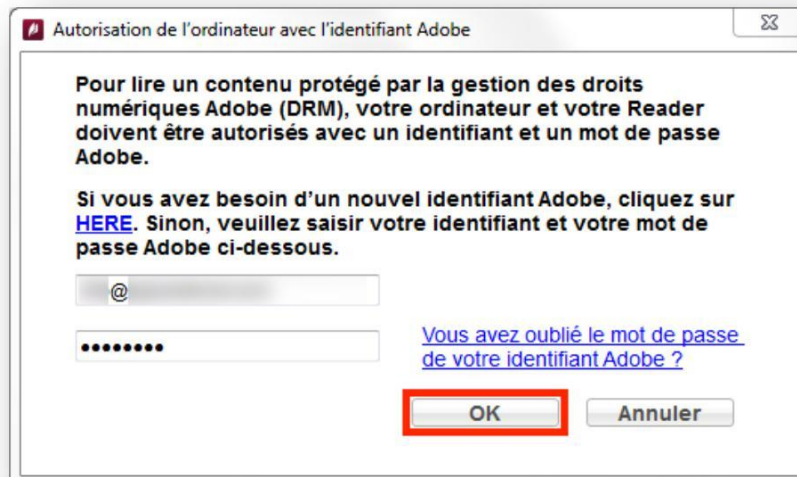 Autorisation de l'ordinateur avec l'identifiant Adobe
Pour lire un contenu protégé par la gestion des droits
numériques Adobe (DRM), votre ordinateur et votre Reader
doivent être autorisés avec un identifiant et un mot de passe
Adobe.
Si vous avez besoin d'un nouvel identifiant Adobe, cliquez sur
HERE. Sinon, veuillez saisir votre identifiant et votre mot de
passe Adobe ci-dessous.
@
••••••••
Vous avez oublié le mot de passe
de votre identifiant Adobe ?
OK
Annuler